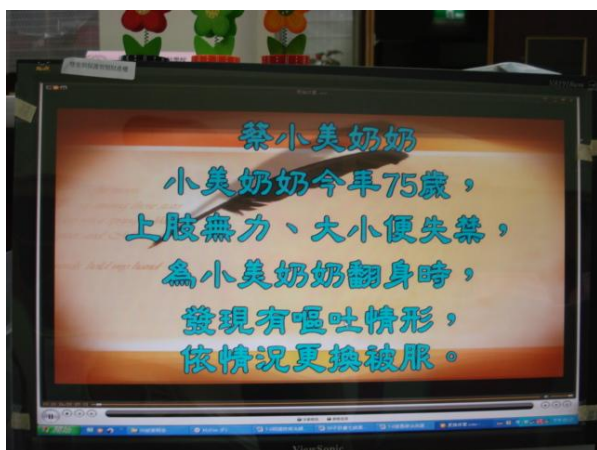 蔡小美奶奶
小美奶奶今年75歲，
上肢無力、大小便失禁，
為小美奶奶翻身時，
發現有嘔吐情形，
依情況更換被服。
ViewSonic